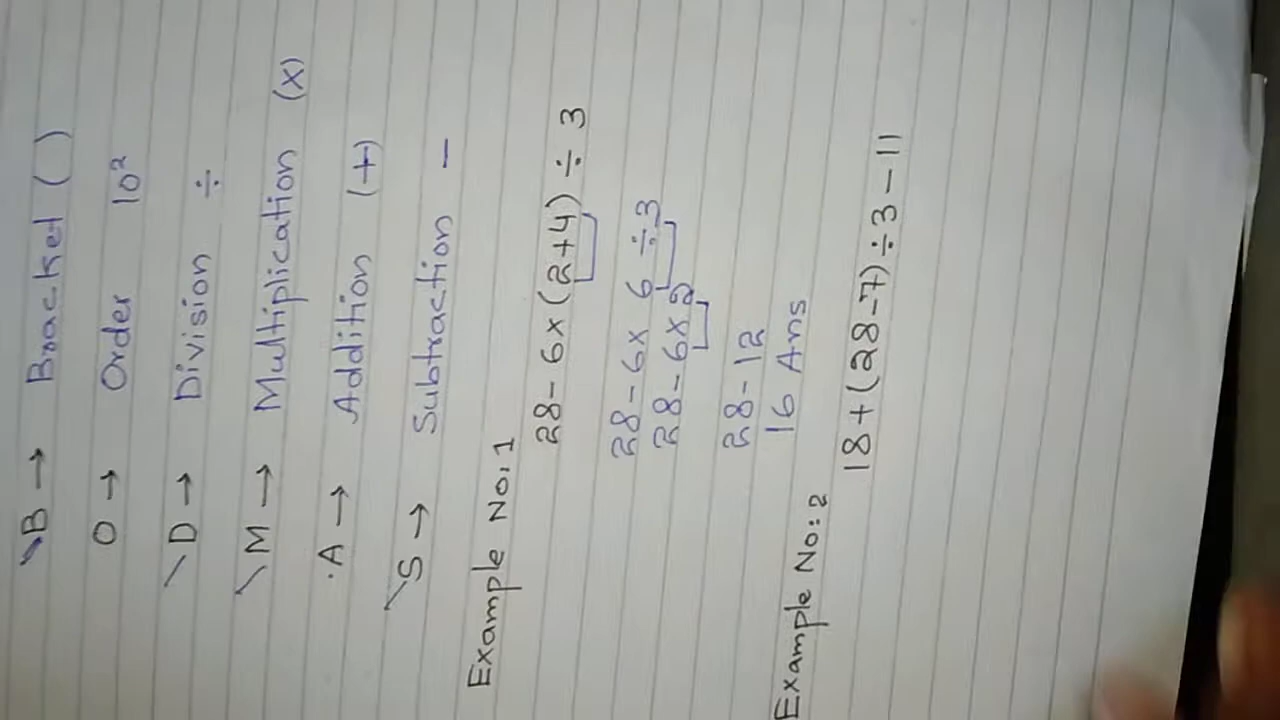 B → Bracket ( )
O → Order 10²
D → Division ÷
M → Multiplication (x)
A → Addition (+)
S → Subtraction −
Example No: 1
28 - 6 x (2+4) ÷ 3
28 - 6 x 6 ÷ 3
28 - 6 x 2
28 - 12
16 Ans
Example No: 2
18 + (28-7) ÷ 3 - 11